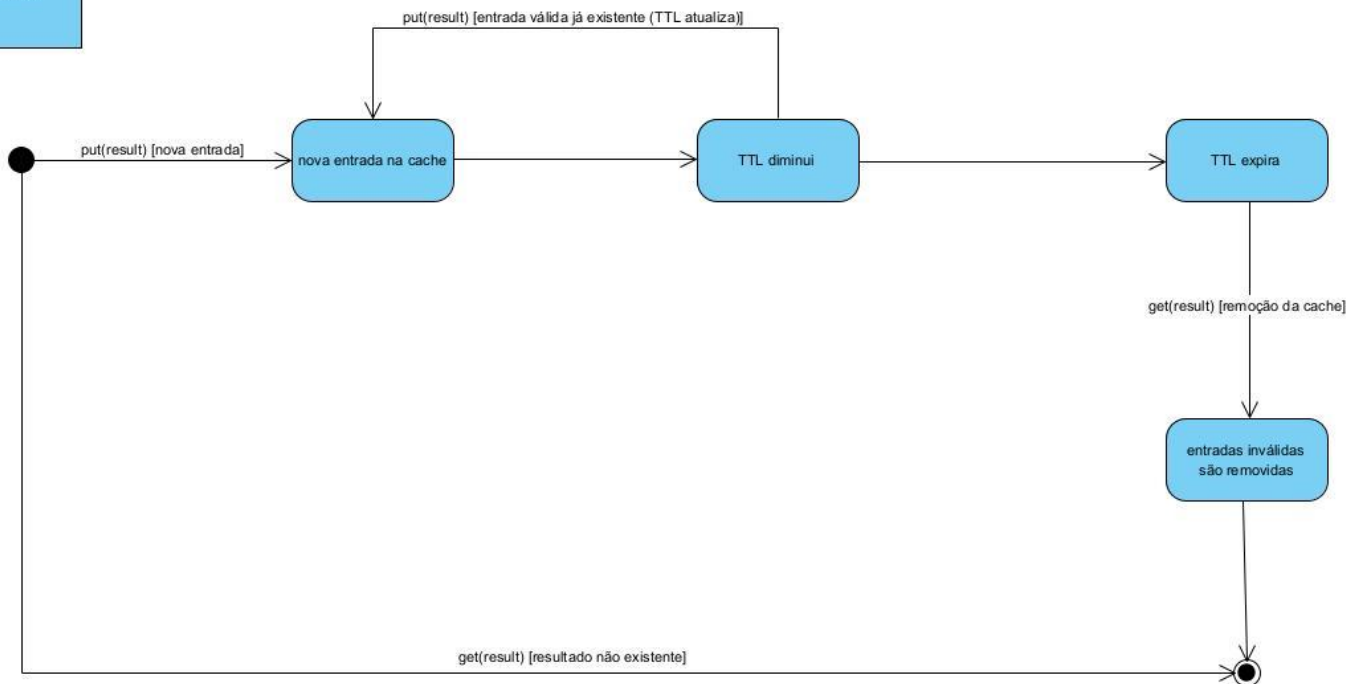 put(result) [entrada válida já existente (TTL atualiza)]
put(result) [nova entrada]
nova entrada na cache
TTL diminui
TTL expira
get(result) [remoção da cache]
entradas inválidas
são removidas
get(result) [resultado não existente]